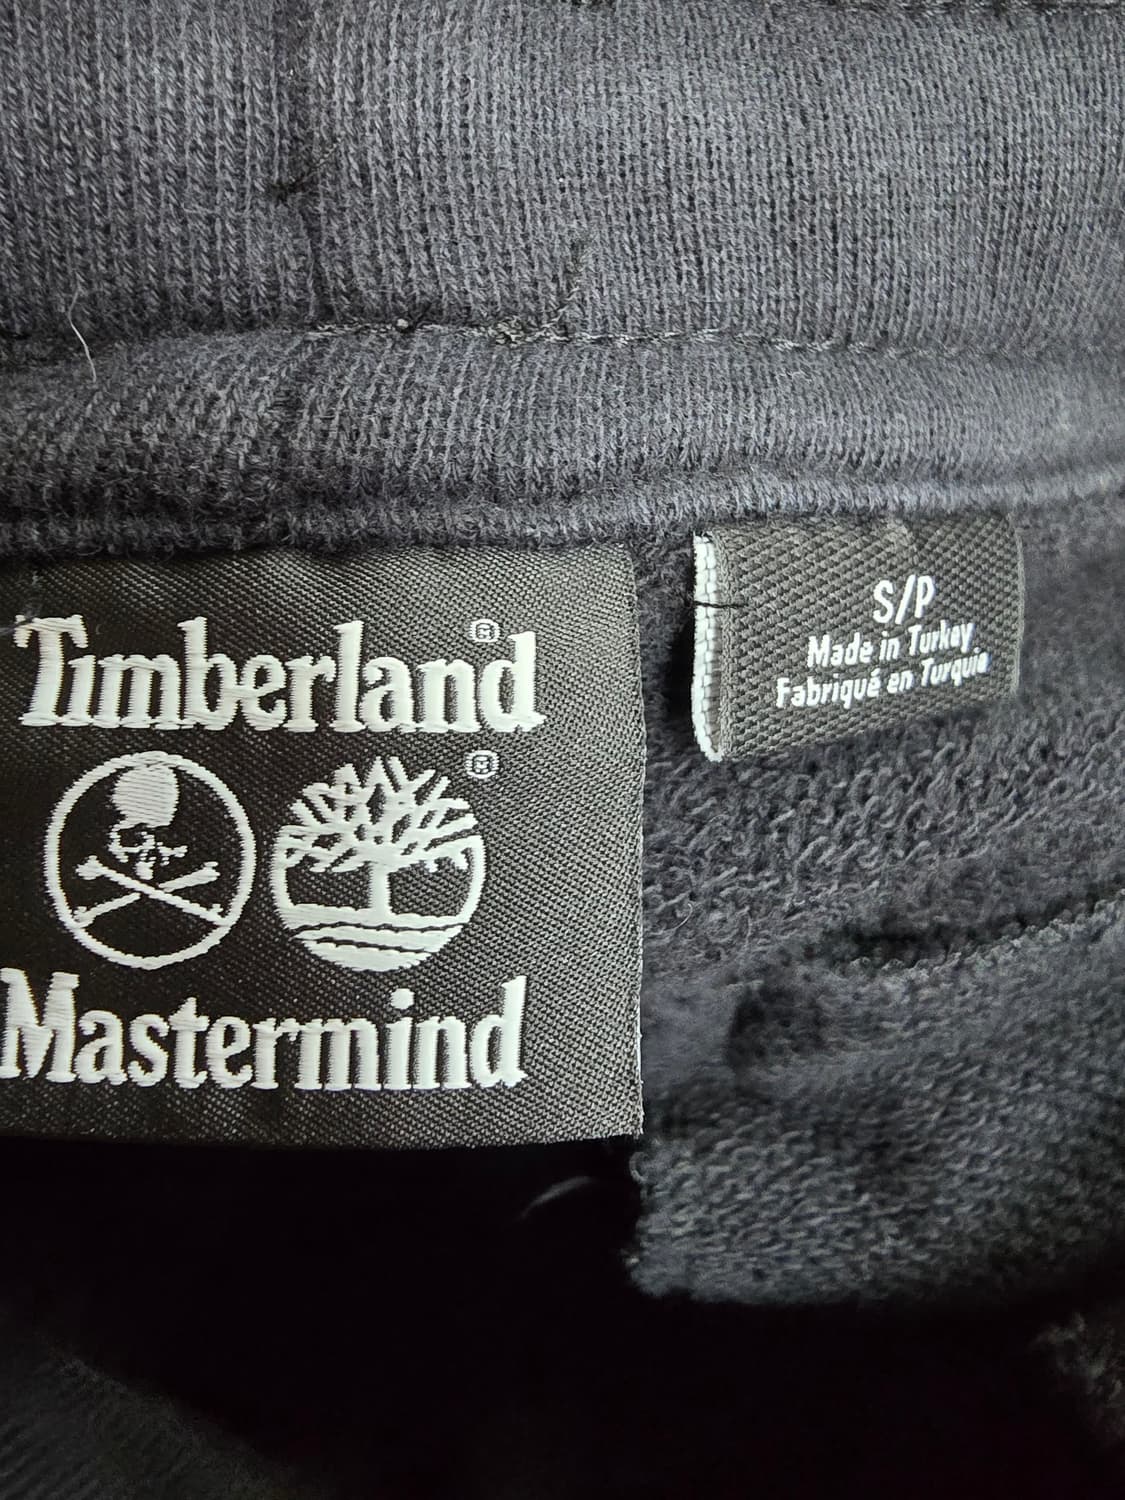 Timberland®
®
Mastermind
S/P
Made in Turkey
Fabriqué en Turquie